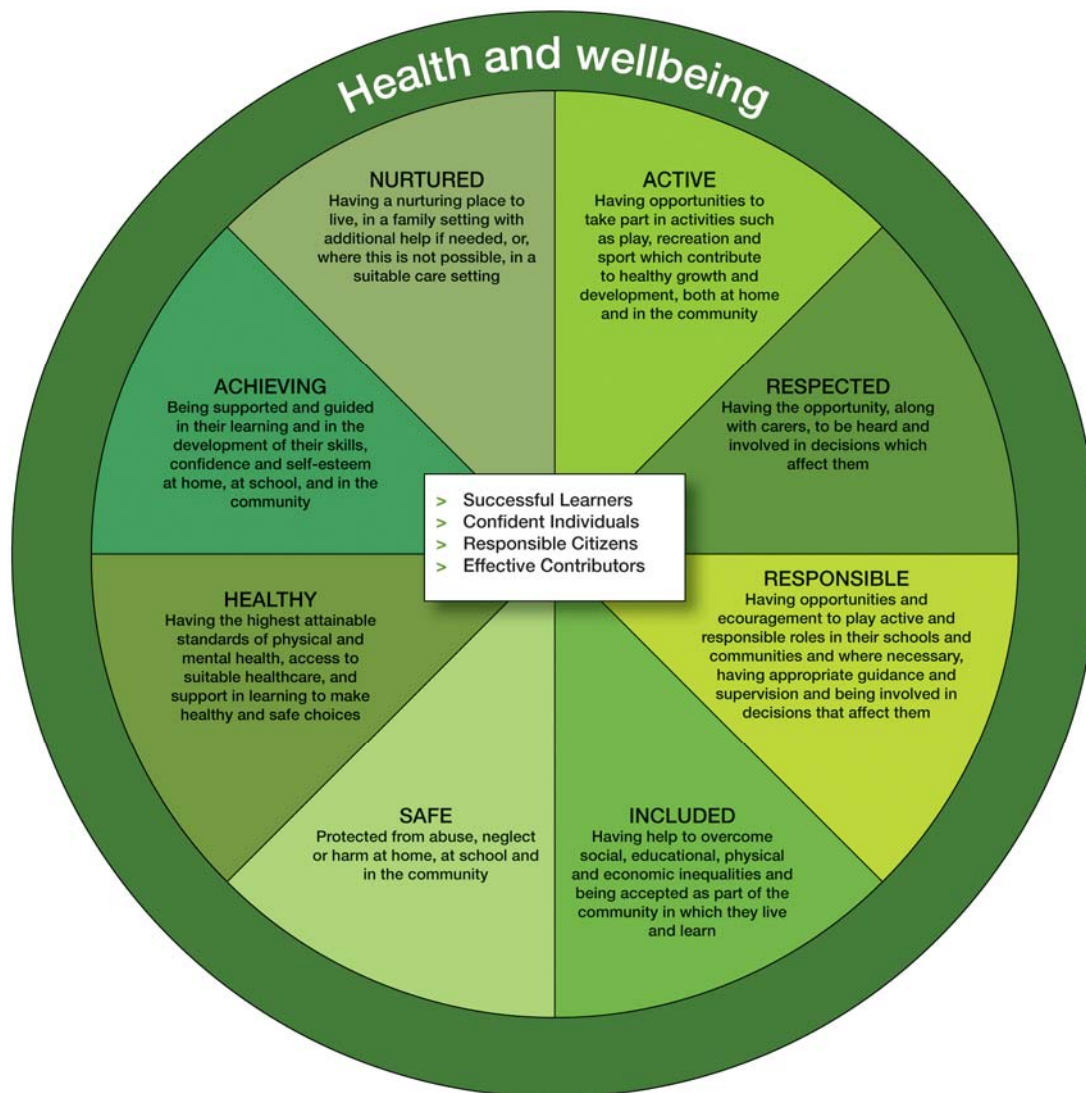 Health and wellbeing
NURTURED
Having a nurturing place to
live, in a family setting with
additional help if needed, or,
where this is not possible, in a
suitable care setting
ACTIVE
Having opportunities to
take part in activities such
as play, recreation and
sport which contribute
to healthy growth and
development, both at home
and in the community
RESPECTED
Having the opportunity, along
with carers, to be heard and
involved in decisions which
affect them
RESPONSIBLE
Having opportunities and
ecouragement to play active and
responsible roles in their schools and
communities and where necessary,
having appropriate guidance and
supervision and being involved in
decisions that affect them
INCLUDED
Having help to overcome
social, educational, physical
and economic inequalities and
being accepted as part of the
community in which they live
and learn
SAFE
Protected from abuse, neglect
or harm at home, at school and
in the community
HEALTHY
Having the highest attainable
standards of physical and
mental health, access to
suitable healthcare, and
support in learning to make
healthy and safe choices
ACHIEVING
Being supported and guided
in their learning and in the
development of their skills,
confidence and self-esteem
at home, at school, and in the
community
> Successful Learners
> Confident Individuals
> Responsible Citizens
> Effective Contributors